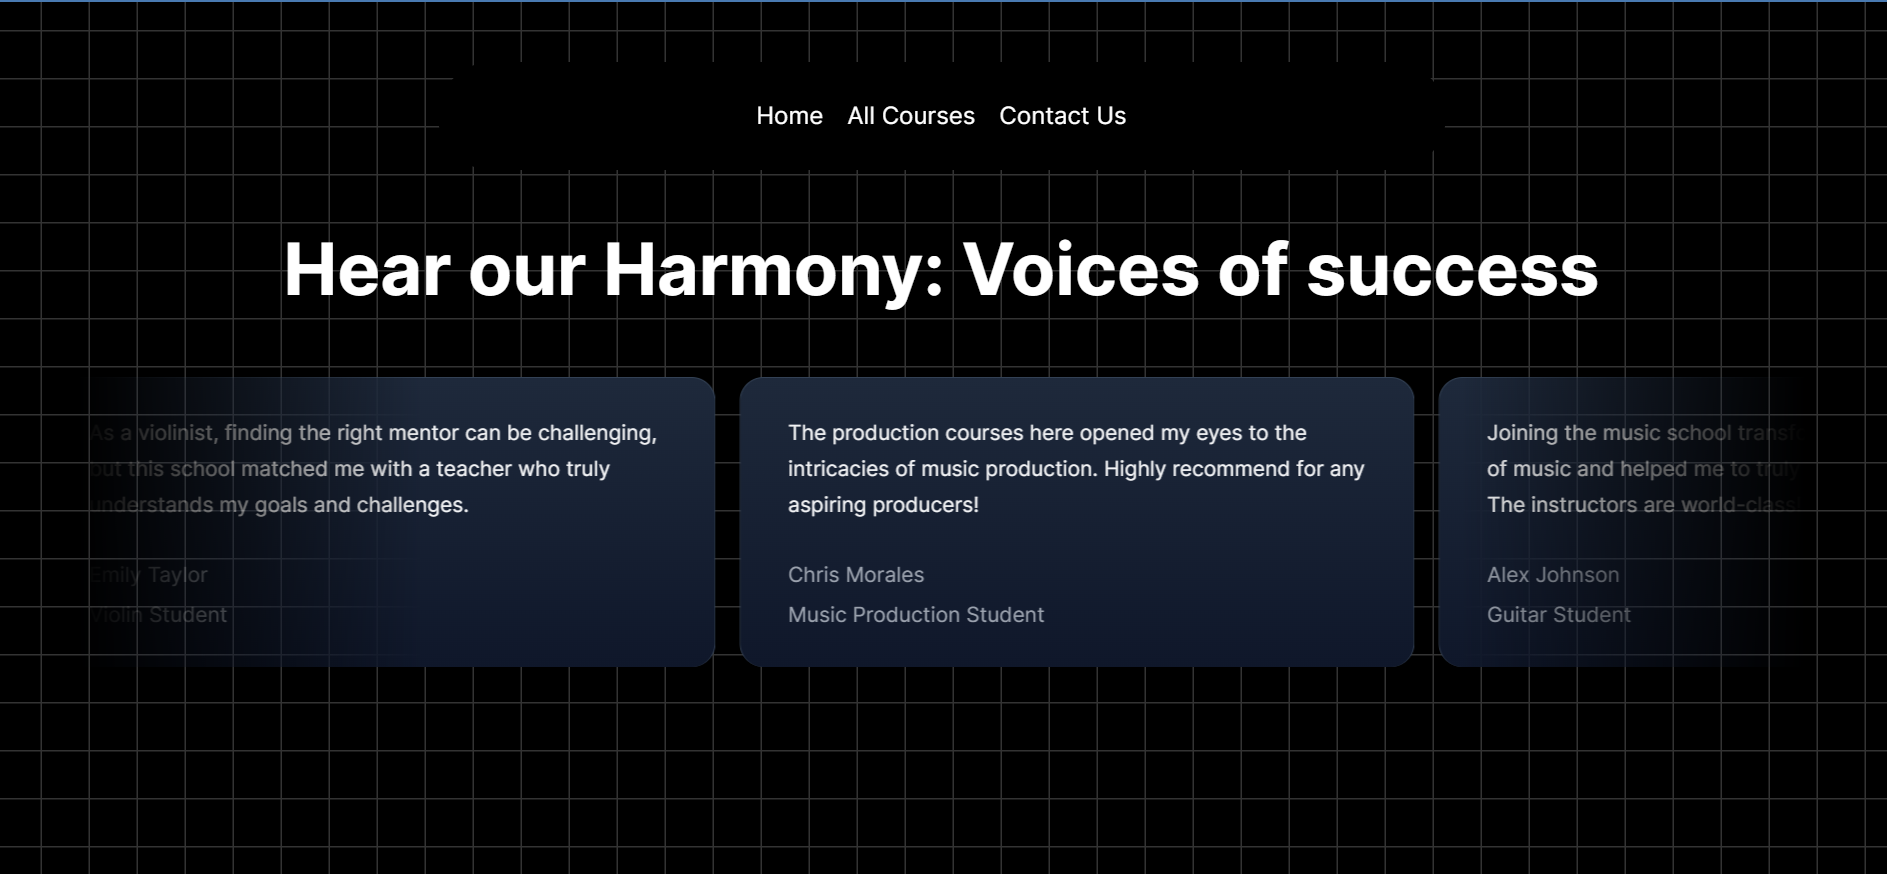 Home All Courses Contact Us
Hear our Harmony: Voices of success
As a violinist, finding the right mentor can be challenging,
but this school matched me with a teacher who truly
understands my goals and challenges.
Emily Taylor
Violin Student
The production courses here opened my eyes to the
intricacies of music production. Highly recommend for any
aspiring producers!
Chris Morales
Music Production Student
Joining the music school
of music and helped me to truly
The instructors are world-class
Alex Johnson
Guitar Student